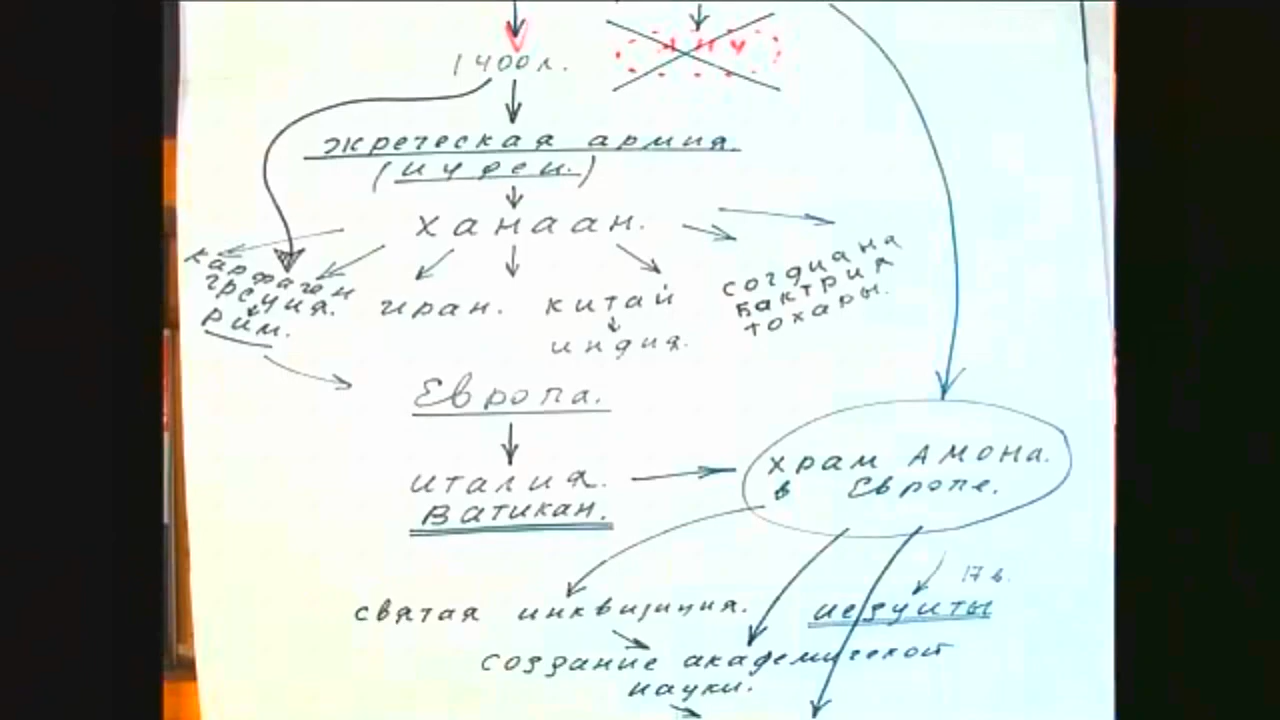 1400 л.
жреческая армия.
(иудеи.)
ханаан.
карфаген
греция.
рим.
иран.
китай
индия.
согдиана
бактрия
тохары.
Европа.
италия.
Ватикан.
храм Амона.
в Европе.
святая инквизиция.
17 в.
иезуиты
создание академической
науки.